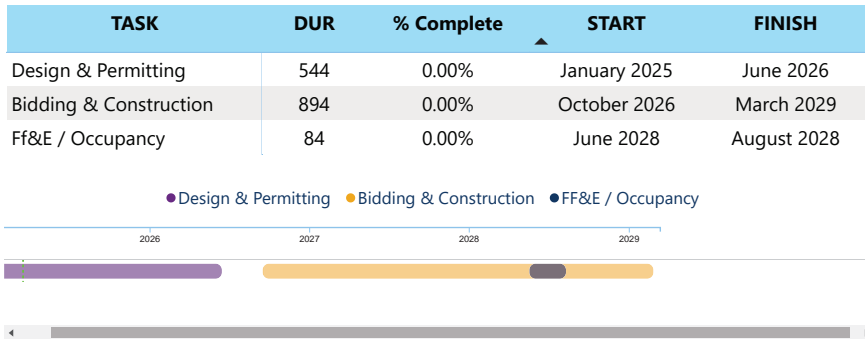 TASK DUR % Complete START FINISH
Design & Permitting 544 0.00% January 2025 June 2026
Bidding & Construction 894 0.00% October 2026 March 2029
Ff&E / Occupancy 84 0.00% June 2028 August 2028
Design & Permitting Bidding & Construction FF&E / Occupancy
2026 2027 2028 2029